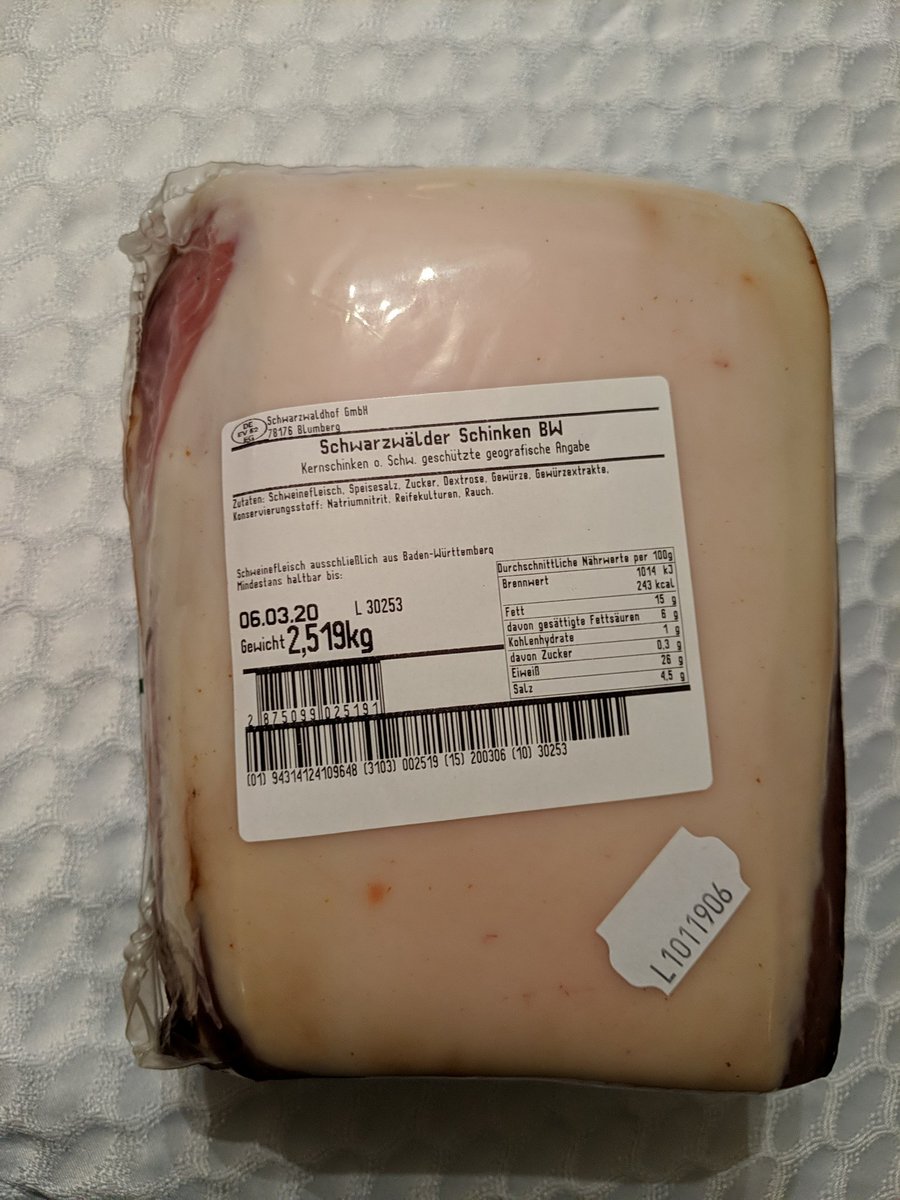 DE
EV 82
EG
Schwarzwaldhof GmbH
78176 Blumberg
Schwarzwälder Schinken BW
Kernschinken o. Schw. geschützte geografische Angabe
Zutaten: Schweinefleisch, Speisesalz, Zucker, Dextrose, Gewürze, Gewürzextrakte,
Konservierungsstoff: Natriumnitrit, Reifekulturen, Rauch.
Schweinefleisch ausschließlich aus Baden-Württemberg
Mindestens haltbar bis:
06.03.20 L 30253
Gewicht 2,519kg
Durchschnittliche Nährwerte per 100g
Brennwert 1014 kJ
243 kcal
Fett 15 g
davon gesättigte Fettsäuren 6 g
Kohlenhydrate 1 g
davon Zucker 0,3 g
Eiweiß 26 g
Salz 4,5 g
2 875099 025191
(01) 94314124109648 (3103) 002519 (15) 200306 (10) 30253
L1011906